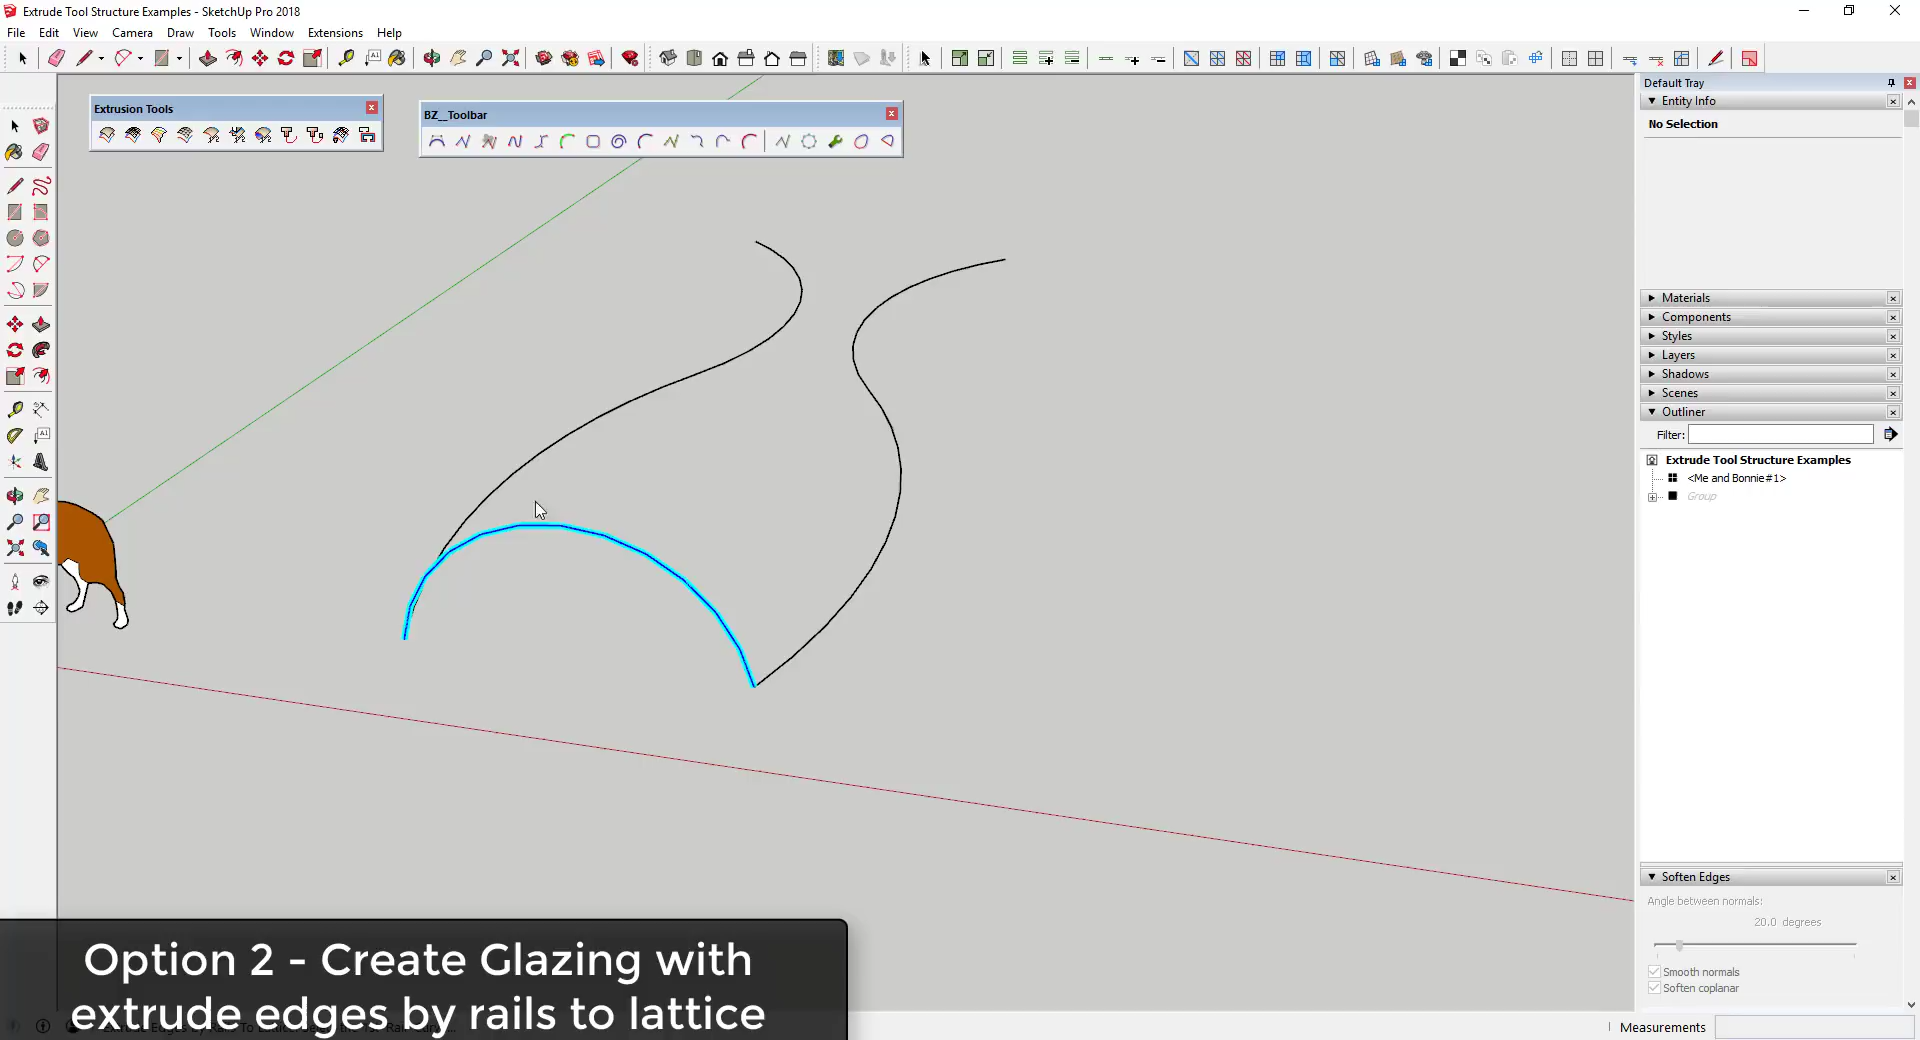 Extrude Tool Structure Examples - SketchUp Pro 2018
File Edit View Camera Draw Tools Window Extensions Help
Extrusion Tools
BZ__Toolbar
Default Tray
Entity Info
No Selection
Materials
Components
Styles
Layers
Shadows
Scenes
Outliner
Filter:
Extrude Tool Structure Examples
<Me and Bonnie#1>
Group
Soften Edges
Angle between normals:
20.0 degrees
Smooth normals
Soften coplanar
Option 2 - Create Glazing with
extrude edges by rails to lattice
Measurements